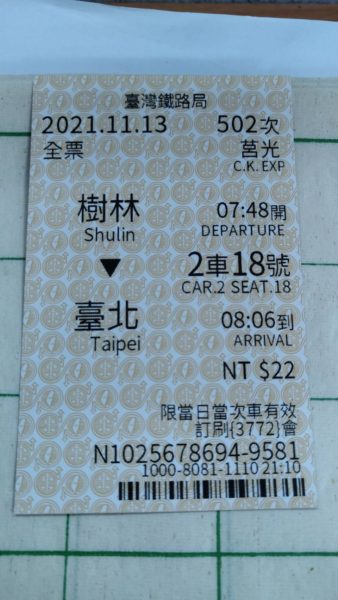 臺灣鐵路局
2021.11.13 502次
全票 莒光
C.K. EXP
樹林 07:48開
Shulin DEPARTURE
▼ 2車18號
CAR.2 SEAT.18
臺北 08:06到
Taipei ARRIVAL
NT $22
限當日當次車有效
訂刷{3772}會
N1025678694-9581
1000-8081-1110 21:10